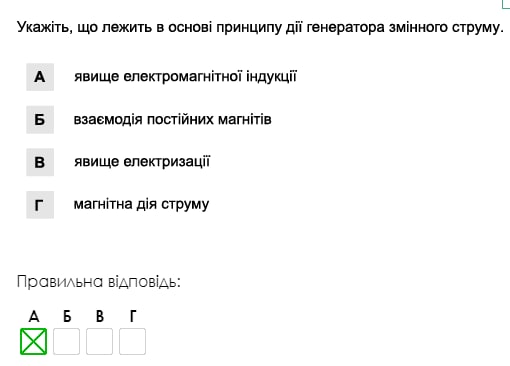 Укажіть, що лежить в основі принципу дії генератора змінного струму.
А явище електромагнітної індукції
Б взаємодія постійних магнітів
В явище електризації
Г магнітна дія струму
Правильна відповідь:
А Б В Г